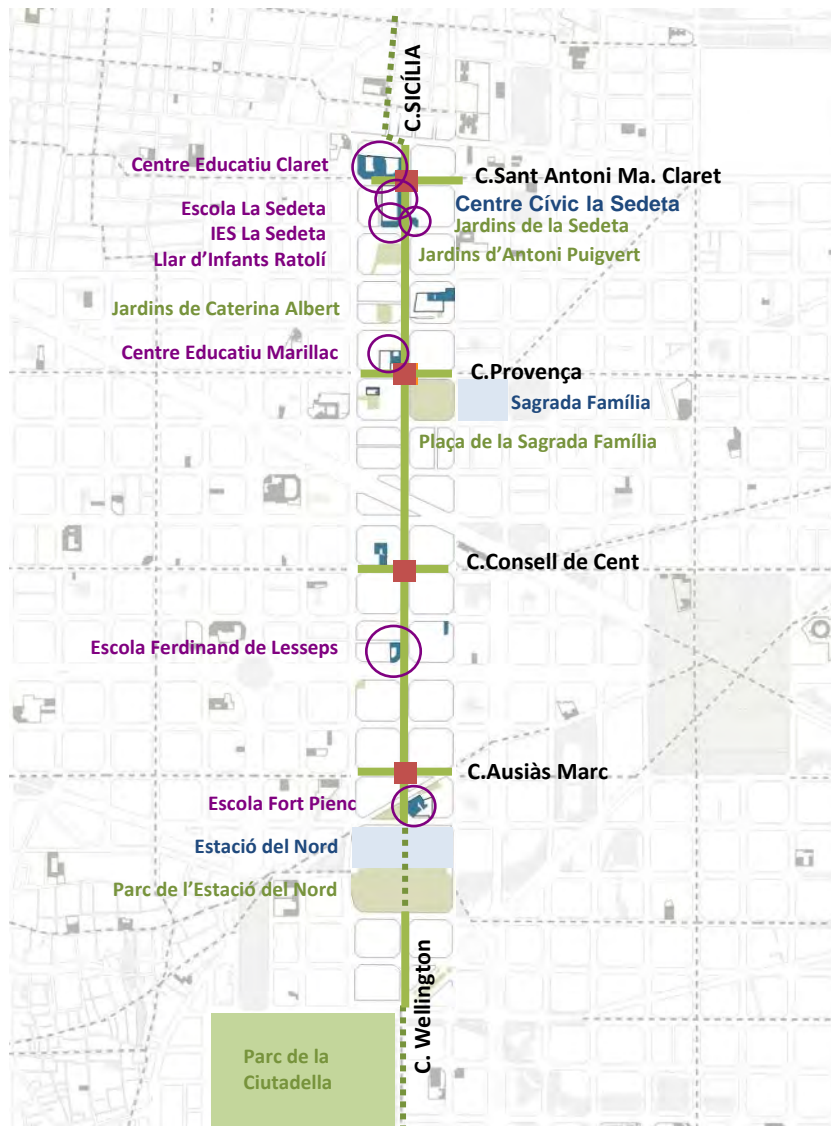 C.SICÍLIA
Centre Educatiu Claret
C.Sant Antoni Ma. Claret
Escola La Sedeta
Centre Cívic la Sedeta
IES La Sedeta
Jardins de la Sedeta
Llar d'Infants Ratolí
Jardins d'Antoni Puigvert
Jardins de Caterina Albert
Centre Educatiu Marillac
C.Provença
Sagrada Família
Plaça de la Sagrada Família
C.Consell de Cent
Escola Ferdinand de Lesseps
C.Ausiàs Marc
Escola Fort Pienc
Estació del Nord
Parc de l'Estació del Nord
C. Wellington
Parc de la
Ciutadella